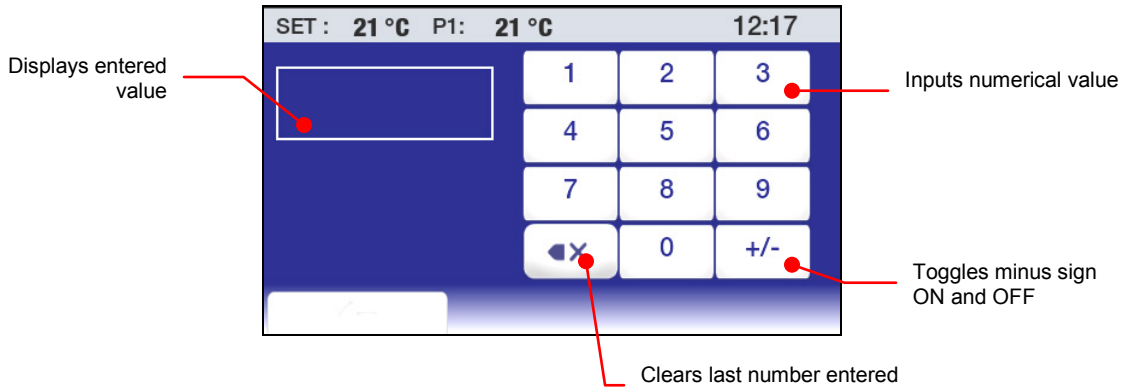 SET : 21 °C P1: 21 °C 12:17
Displays entered
value
1 2 3
Inputs numerical value
4 5 6
7 8 9
0 +/-
Toggles minus sign
ON and OFF
Clears last number entered